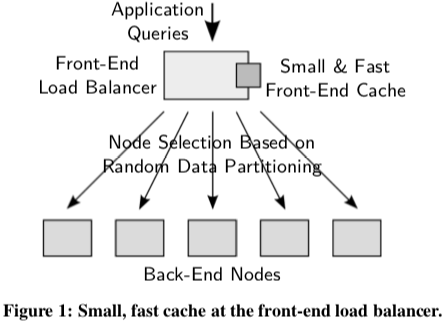 Application
Queries
Front-End
Load Balancer
Small & Fast
Front-End Cache
Node Selection Based on
Random Data Partitioning
Back-End Nodes
Figure 1: Small, fast cache at the front-end load balancer.